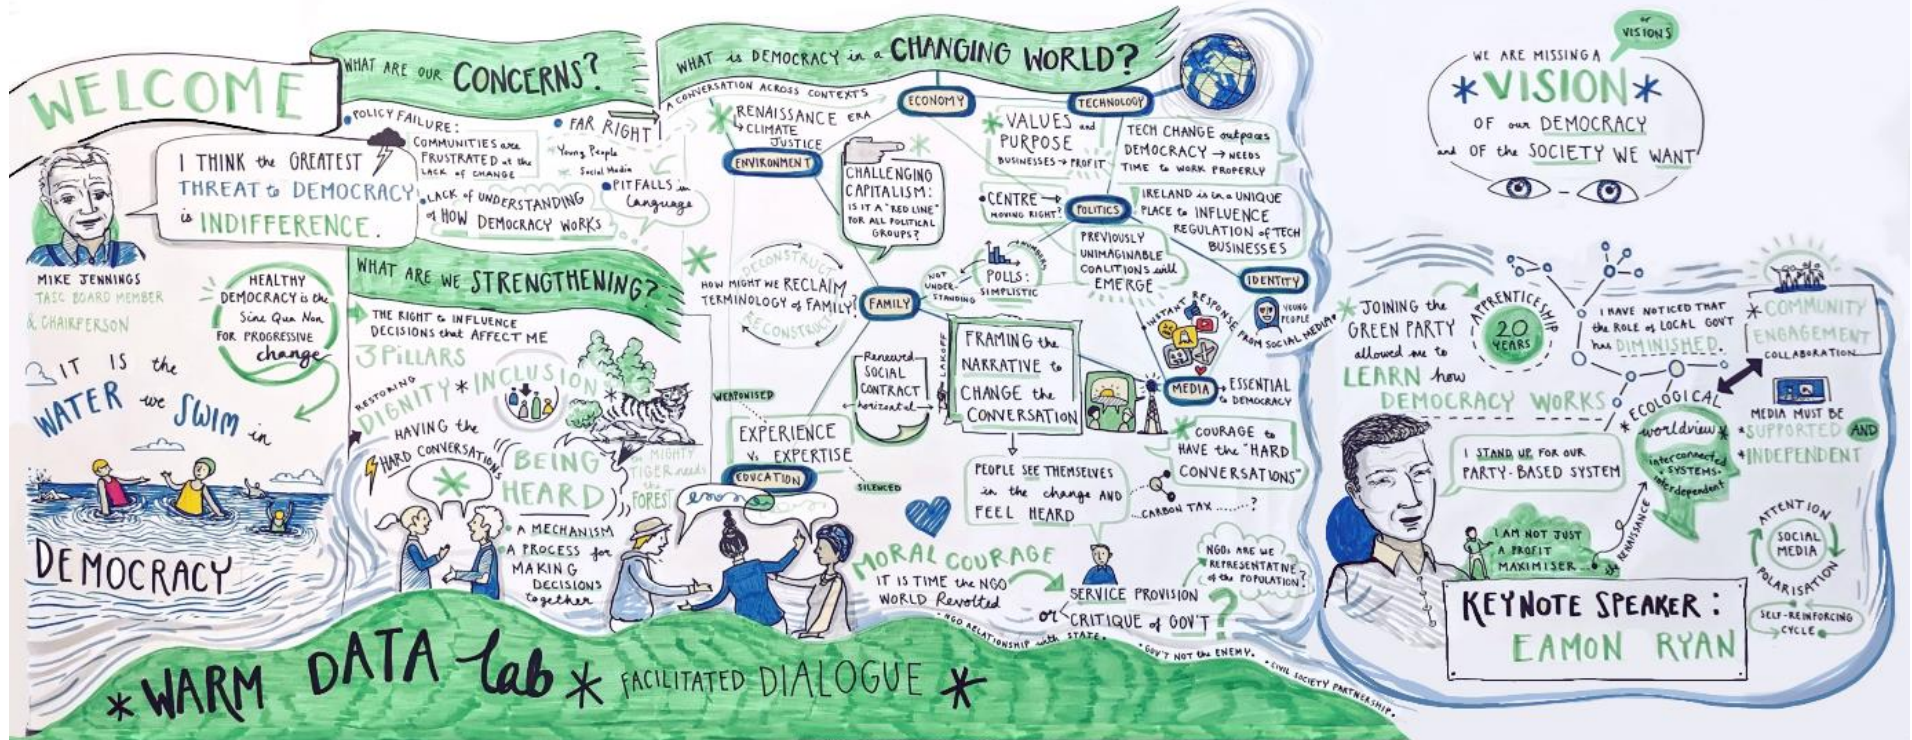 WELCOME
I THINK the GREATEST
THREAT to DEMOCRACY
is INDIFFERENCE.
MIKE JENNINGS
TASC BOARD MEMBER
& CHAIRPERSON
HEALTHY
DEMOCRACY is the
Sine Qua Non
FOR PROGRESSIVE
change
IT IS the
WATER we SWIM in
DEMOCRACY
WHAT ARE OUR CONCERNS?
POLICY FAILURE:
COMMUNITIES are
FRUSTRATED at the
LACK of CHANGE
FAR RIGHT
Young People
Social Media
PITFALLS in
Language
LACK of UNDERSTANDING
of HOW DEMOCRACY WORKS
WHAT ARE WE STRENGTHENING?
THE RIGHT to INFLUENCE
DECISIONS that AFFECT ME
3 PILLARS
RESTORING
DIGNITY * INCLUSION
HAVING the
HARD CONVERSATIONS
BEING
HEARD
the MIGHTY
TIGER needs
the
FOREST
A MECHANISM
A PROCESS for
MAKING
DECISIONS
together
WHAT is DEMOCRACY in a CHANGING WORLD?
A CONVERSATION ACROSS CONTEXTS
RENAISSANCE ERA
CLIMATE
JUSTICE
ENVIRONMENT
ECONOMY
TECHNOLOGY
CHALLENGING
CAPITALISM:
IS IT A "RED LINE"
FOR ALL POLITICAL
GROUPS?
VALUES and
PURPOSE
BUSINESSES → PROFIT
TECH CHANGE outpaces
DEMOCRACY → NEEDS
TIME to WORK PROPERLY
CENTRE →
MOVING RIGHT?
POLITICS
IRELAND is in a UNIQUE
PLACE to INFLUENCE
REGULATION of TECH
BUSINESSES
PREVIOUSLY
UNIMAGINABLE
COALITIONS will
EMERGE
NUMBERS
POLLS:
SIMPLISTIC
NOT
UNDER-
STANDING
DECONSTRUCT
HOW MIGHT WE RECLAIM
TERMINOLOGY of FAMILY?
RECONSTRUCT
FAMILY
IDENTITY
YOUNG
PEOPLE
INSTANT RESPONSE FROM SOCIAL MEDIA
Renewed
SOCIAL
CONTRACT
horizontal
LAKOFF
FRAMING the
NARRATIVE to
CHANGE the
CONVERSATION
MEDIA
→ ESSENTIAL
to DEMOCRACY
WEAPONISED
EXPERIENCE
Vs EXPERTISE
EDUCATION
SILENCED
PEOPLE SEE THEMSELVES
in the change AND
FEEL HEARD
COURAGE to
HAVE the "HARD
CONVERSATIONS"
...CARBON TAX......?
MORAL COURAGE
IT IS TIME the NGO
WORLD Revolted
SERVICE PROVISION
or CRITIQUE of GOV'T
NGOs ARE WE
REPRESENTATIVE
of the POPULATION?
• NGO RELATIONSHIP with STATE.
• GOV'T NOT the ENEMY.
• CIVIL SOCIETY PARTNERSHIP.
* WARM DATA lab * FACILITATED DIALOGUE *
or
VISIONS
WE ARE MISSING A
* VISION *
OF our DEMOCRACY
and OF the SOCIETY WE WANT
JOINING the
GREEN PARTY
allowed me to
LEARN how
DEMOCRACY WORKS
APPRENTICESHIP
20
YEARS
I HAVE NOTICED THAT
the ROLE of LOCAL GOV'T
has DIMINISHED.
* COMMUNITY
ENGAGEMENT
COLLABORATION
I STAND UP FOR OUR
PARTY-BASED SYSTEM
* ECOLOGICAL
worldview *
interconnected
SYSTEMS.
interdependent
MEDIA MUST BE
* SUPPORTED AND
* INDEPENDENT
I AM NOT JUST
A PROFIT
MAXIMISER
RENAISSANCE
ATTENTION
SOCIAL
MEDIA
POLARISATION
SELF-REINFORCING
CYCLE
KEYNOTE SPEAKER:
EAMON RYAN